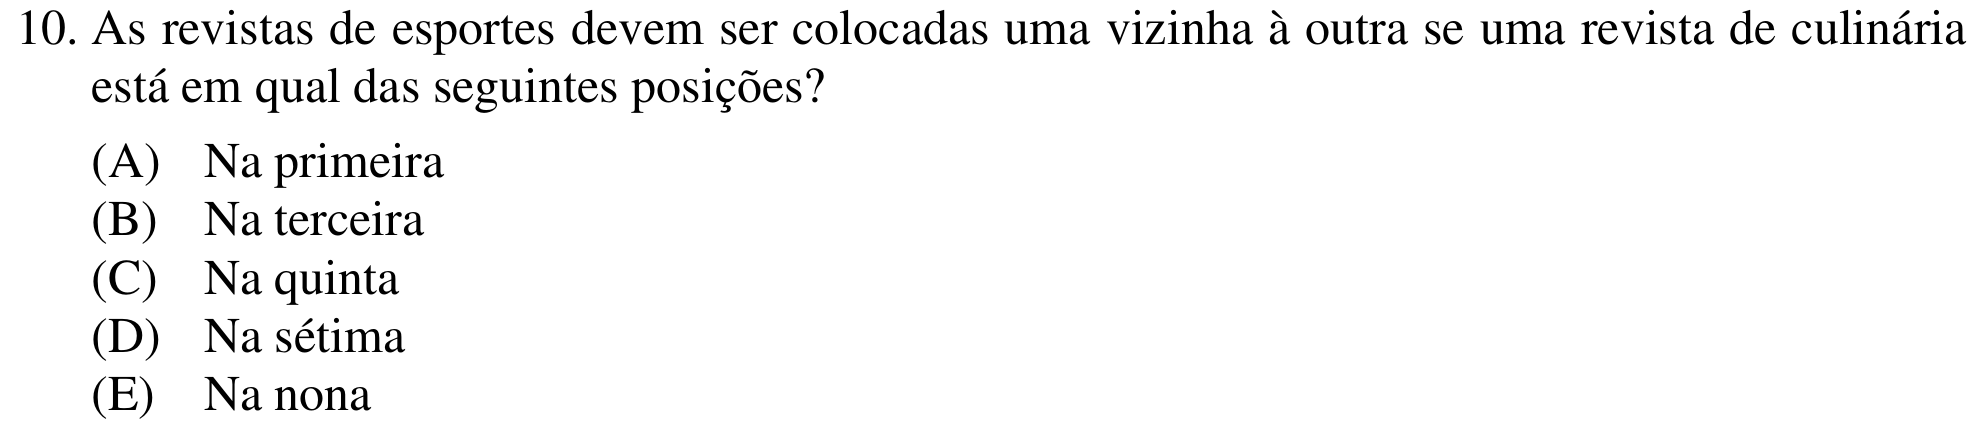 10. As revistas de esportes devem ser colocadas uma vizinha à outra se uma revista de culinária
está em qual das seguintes posições?
(A) Na primeira
(B) Na terceira
(C) Na quinta
(D) Na sétima
(E) Na nona